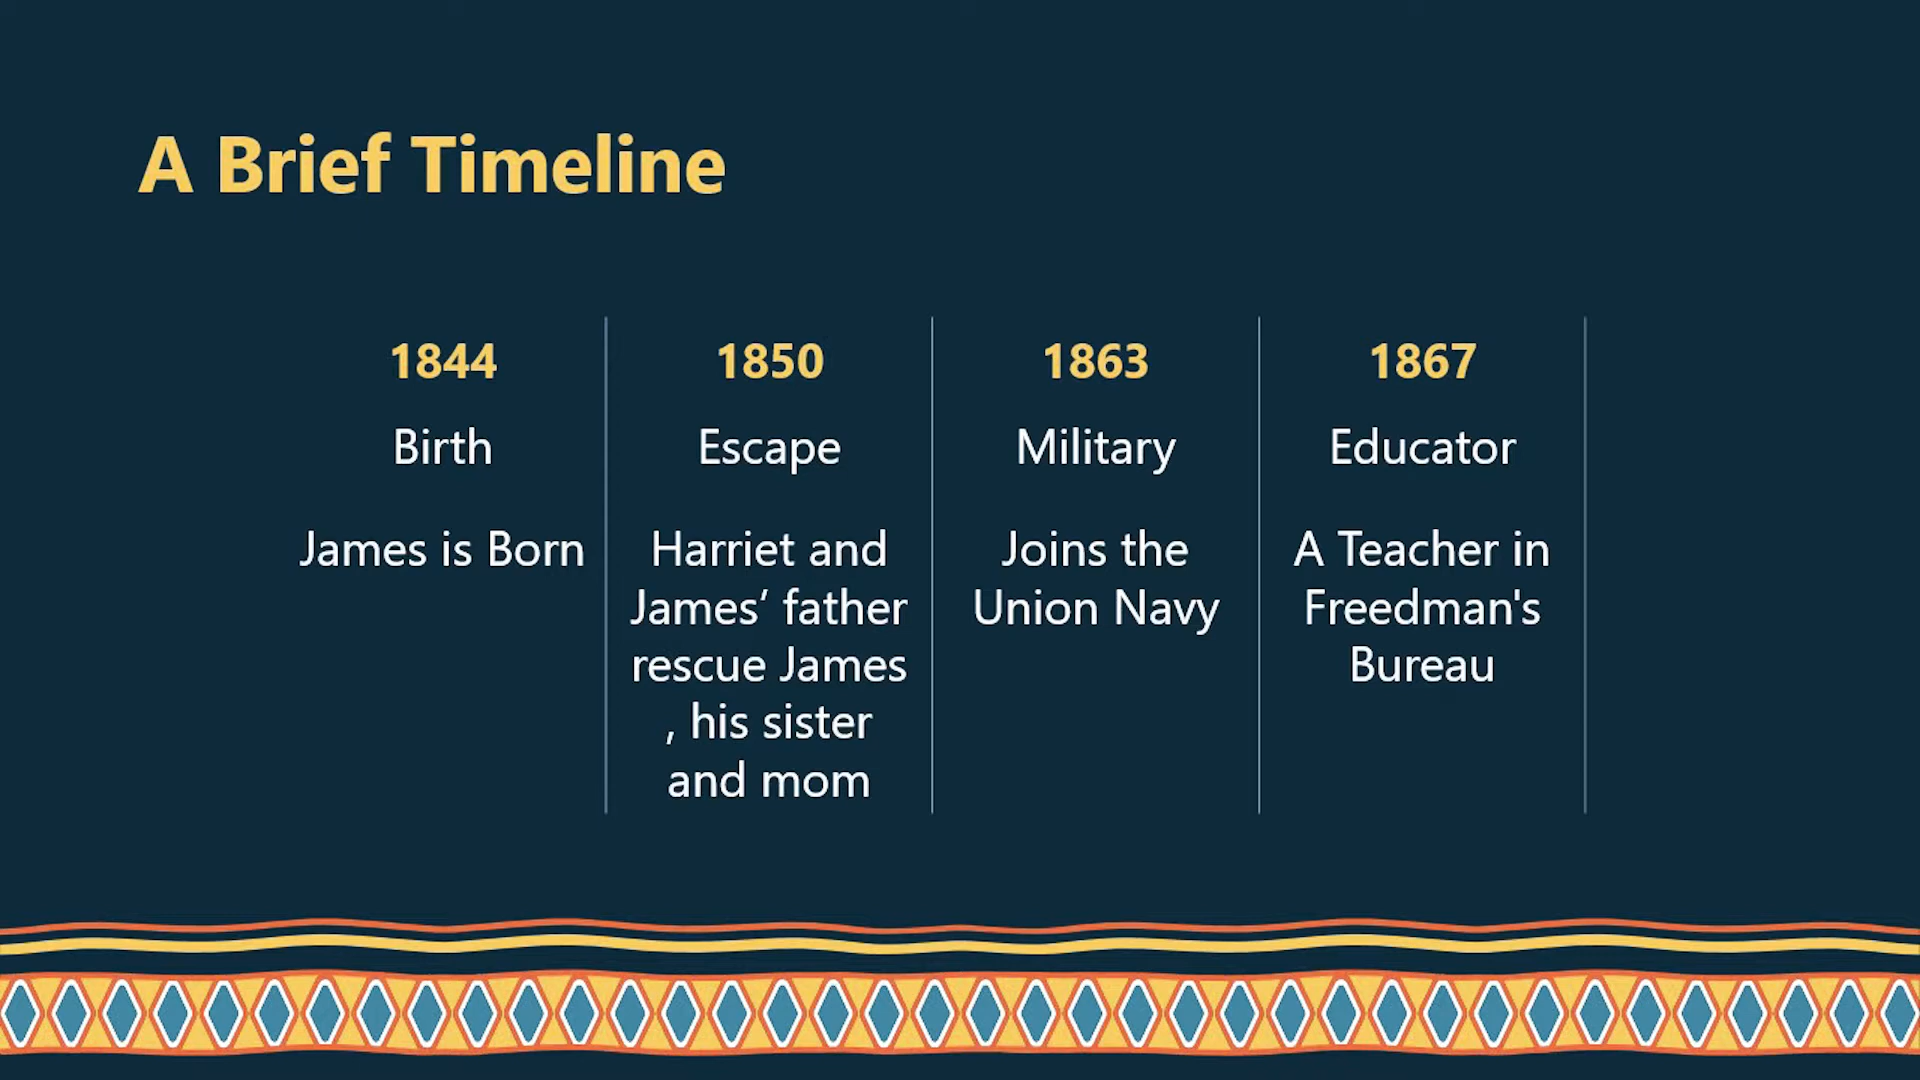 A Brief Timeline
1844
Birth
James is Born
1850
Escape
Harriet and
James’ father
rescue James
, his sister
and mom
1863
Military
Joins the
Union Navy
1867
Educator
A Teacher in
Freedman's
Bureau